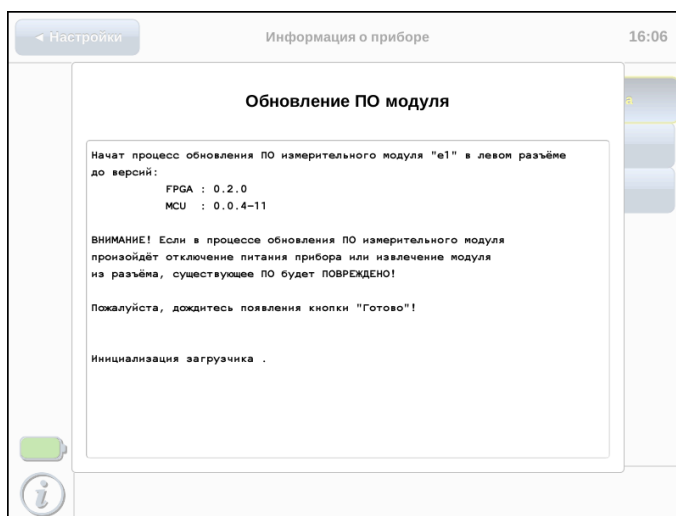 ◄ Настройки
Информация о приборе
16:06
а
Обновление ПО модуля
Начат процесс обновления ПО измерительного модуля "e1" в левом разъёме
до версий:
FPGA : 0.2.0
MCU : 0.0.4-11
ВНИМАНИЕ! Если в процессе обновления ПО измерительного модуля
произойдёт отключение питания прибора или извлечение модуля
из разъёма, существующее ПО будет ПОВРЕЖДЕНО!
Пожалуйста, дождитесь появления кнопки "Готово"!
Инициализация загрузчика .
i